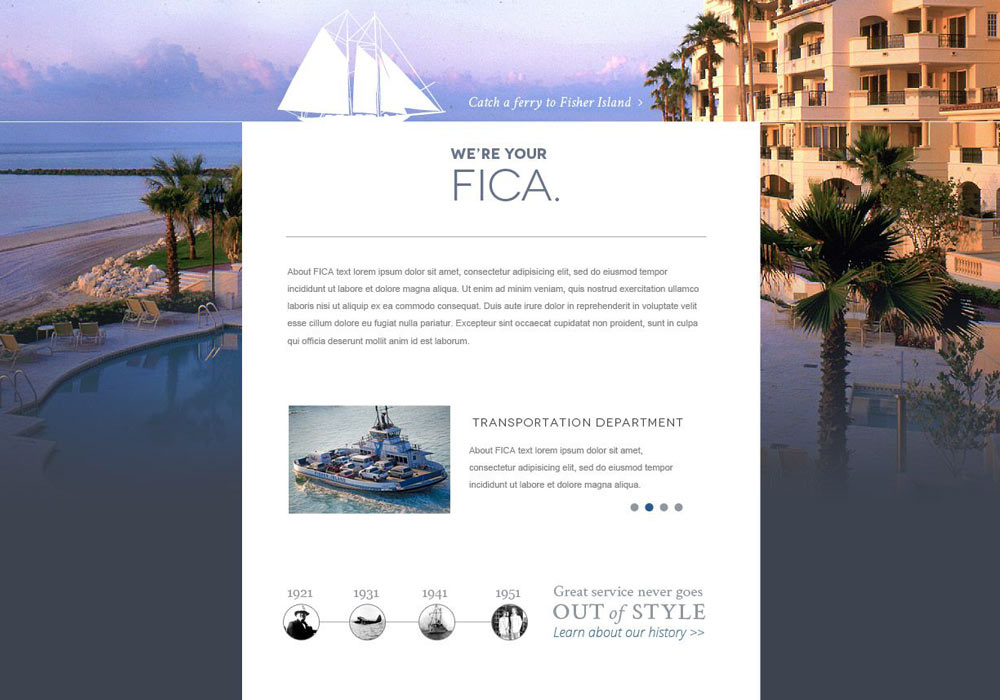 Catch a ferry to Fisher Island >
WE'RE YOUR
FICA.
About FICA text lorem ipsum dolor sit amet, consectetur adipisicing elit, sed do eiusmod tempor
incididunt ut labore et dolore magna aliqua. Ut enim ad minim veniam, quis nostrud exercitation ullamco
laboris nisi ut aliquip ex ea commodo consequat. Duis aute irure dolor in reprehenderit in voluptate velit
esse cillum dolore eu fugiat nulla pariatur. Excepteur sint occaecat cupidatat non proident, sunt in culpa
qui officia deserunt mollit anim id est laborum.
TRANSPORTATION DEPARTMENT
About FICA text lorem ipsum dolor sit amet,
consectetur adipisicing elit, sed do eiusmod tempor
incididunt ut labore et dolore magna aliqua.
1921 1931 1941 1951
Great service never goes
OUT of STYLE
Learn about our history >>